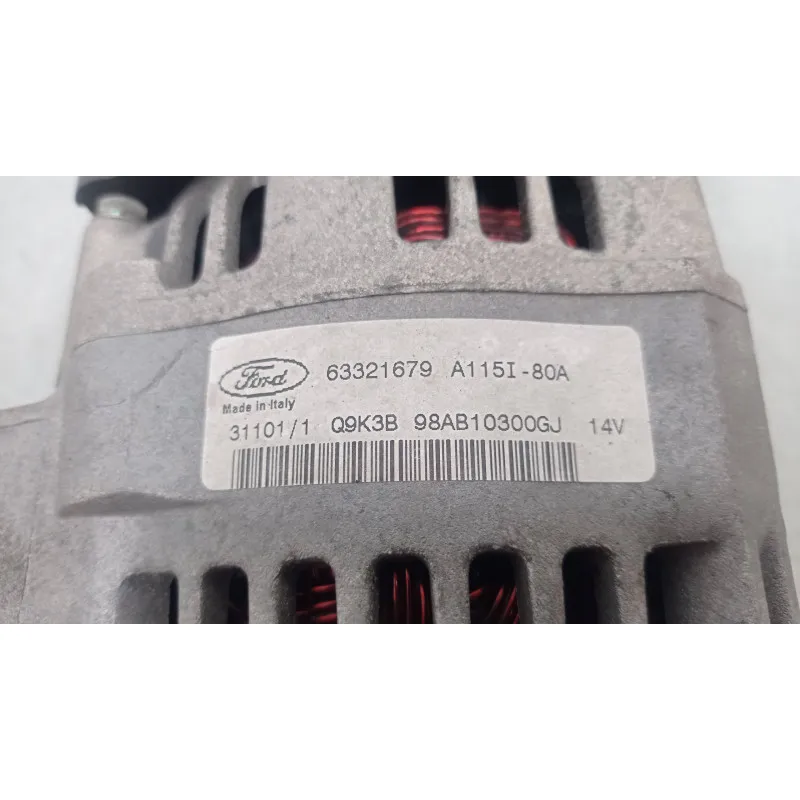 Ford 63321679 A115I-80A
Made in Italy
31101/1 Q9K3B 98AB10300GJ 14V